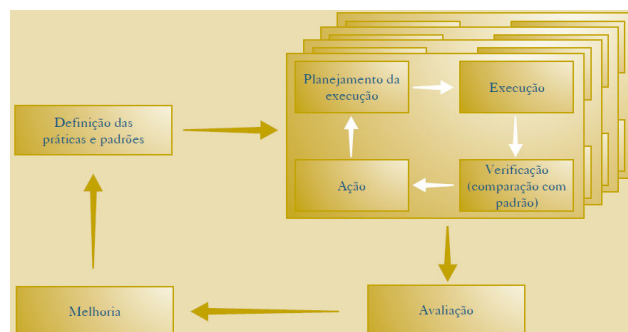 Planejamento da
execução
Execução
Definição das
práticas e padrões
Ação
Verificação
(comparação com
padrão)
Melhoria
Avaliação